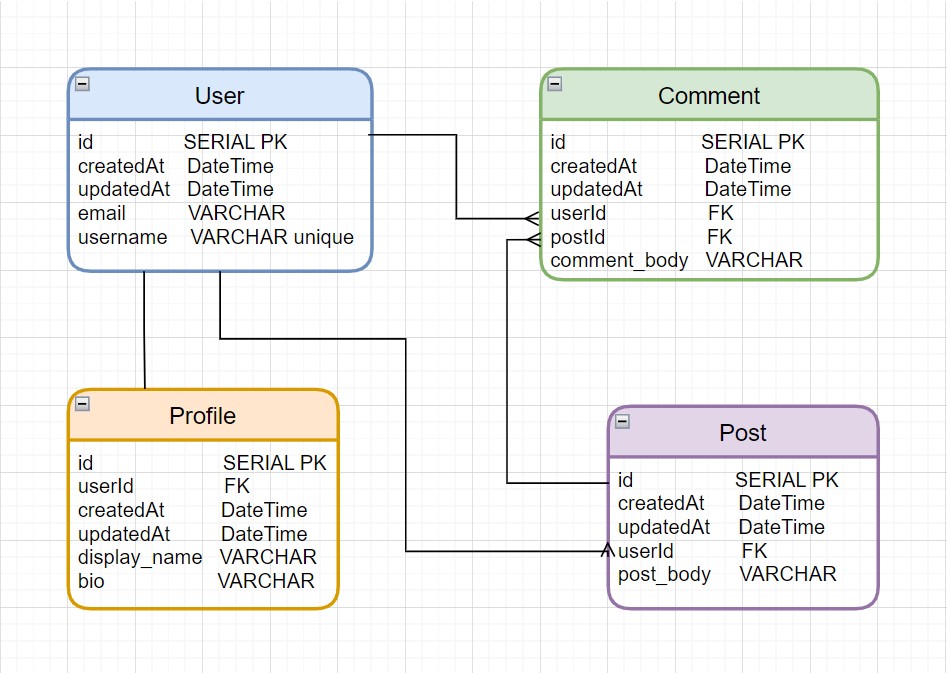 User
id SERIAL PK
createdAt DateTime
updatedAt DateTime
email VARCHAR
username VARCHAR unique
Comment
id SERIAL PK
createdAt DateTime
updatedAt DateTime
userId FK
postId FK
comment_body VARCHAR
Profile
id SERIAL PK
userId FK
createdAt DateTime
updatedAt DateTime
display_name VARCHAR
bio VARCHAR
Post
id SERIAL PK
createdAt DateTime
updatedAt DateTime
userId FK
post_body VARCHAR